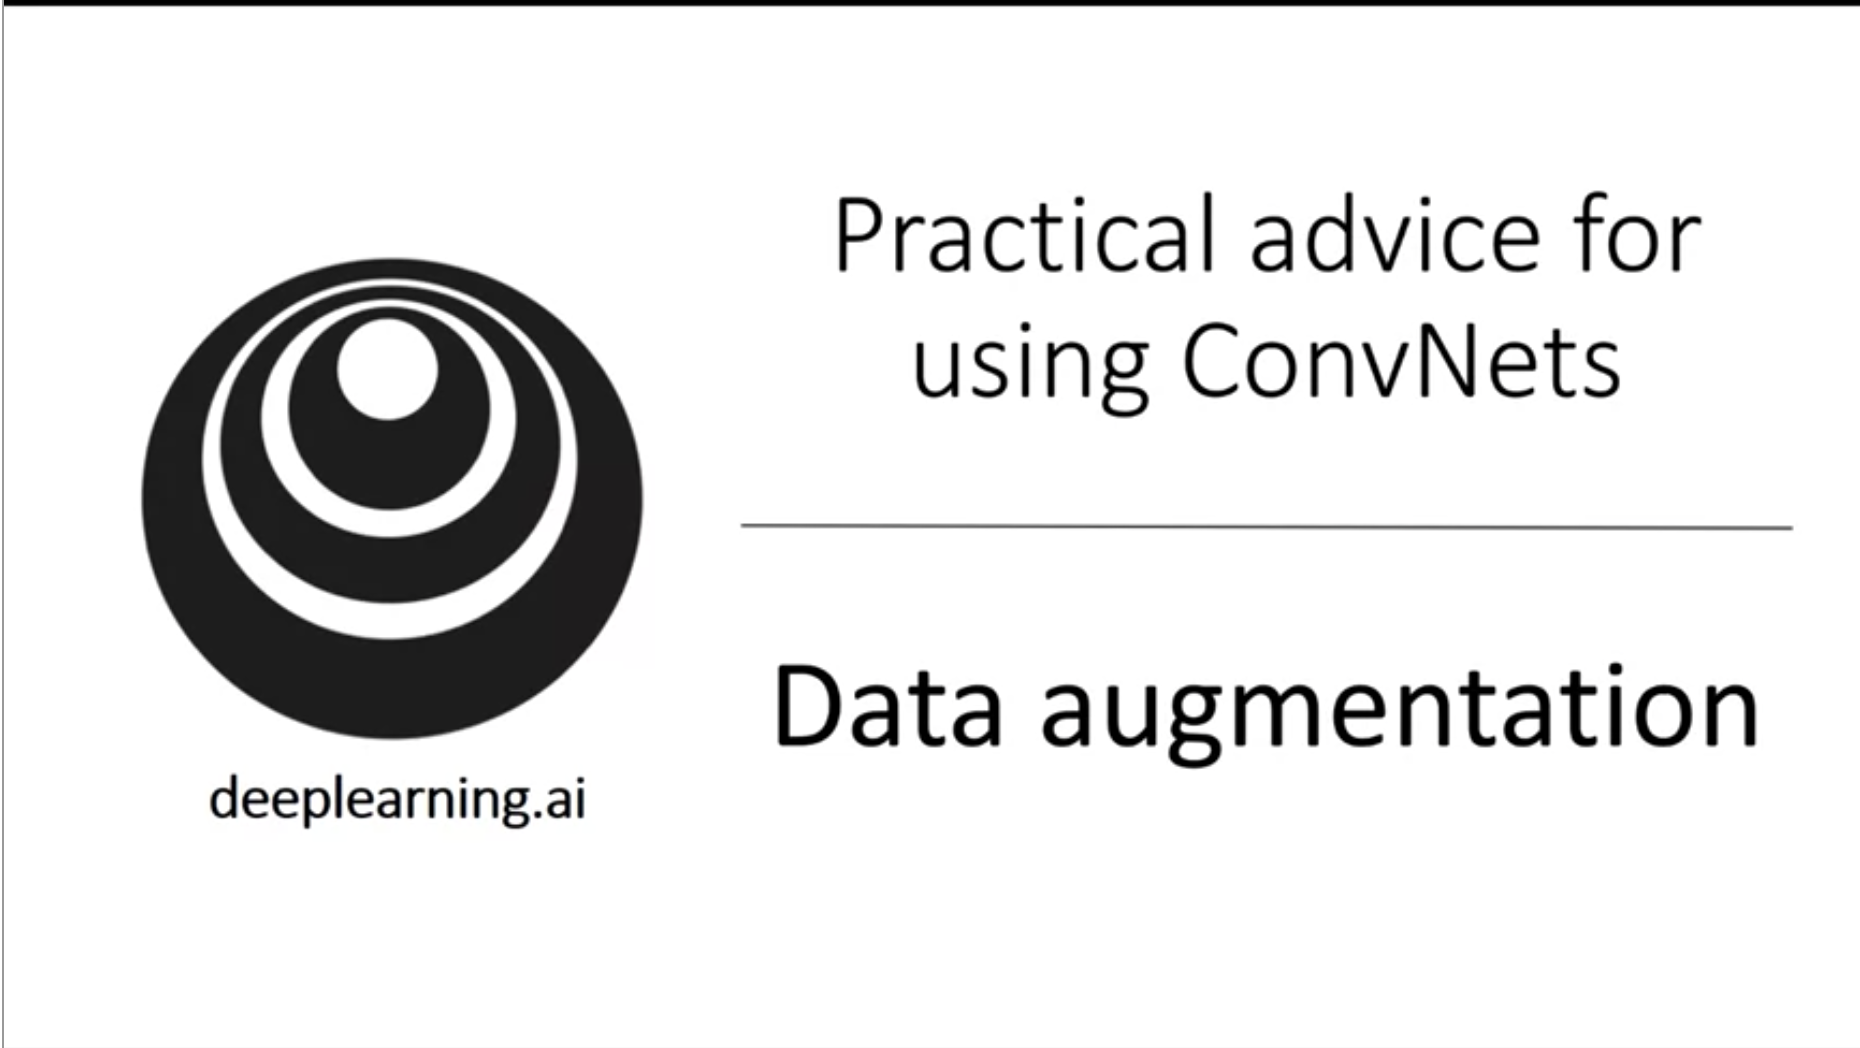 Practical advice for
using ConvNets
Data augmentation
deeplearning.ai